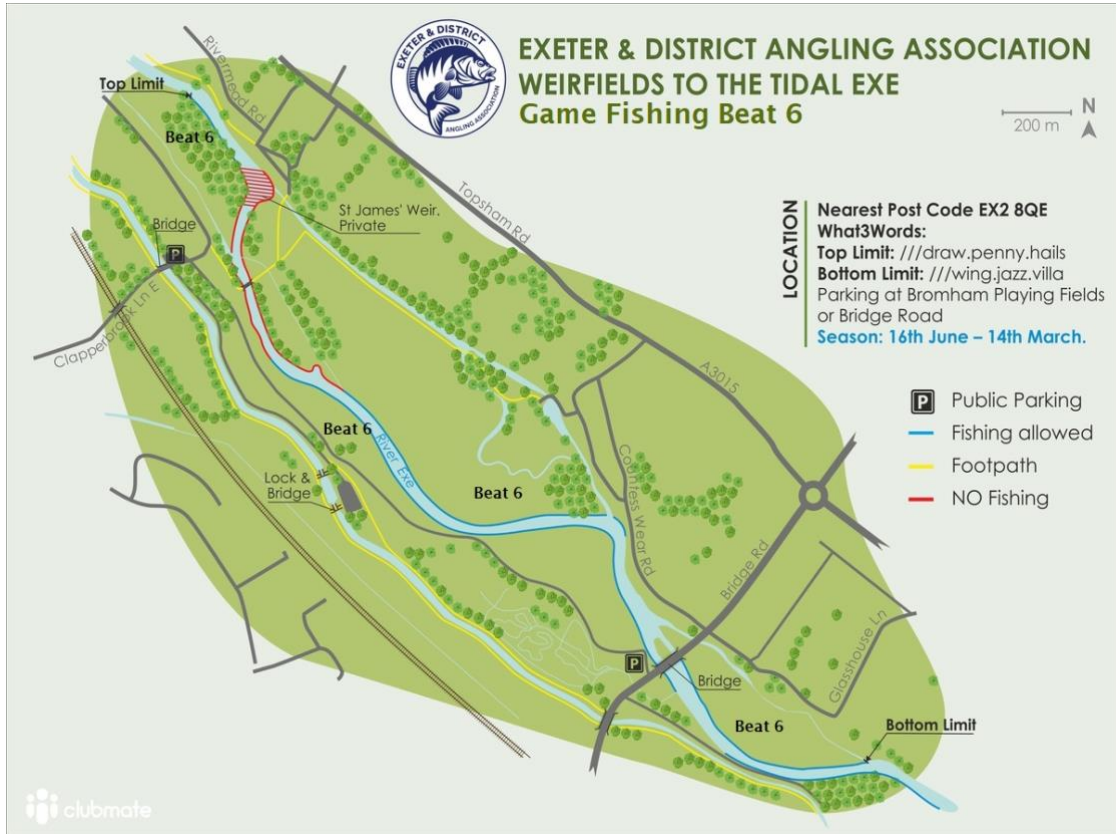 EXETER & DISTRICT
ANGLING ASSOCIATION
EXETER & DISTRICT ANGLING ASSOCIATION
WEIRFIELDS TO THE TIDAL EXE
Game Fishing Beat 6
200 m
N
Top Limit
Rivermead Rd
Beat 6
Topsham Rd
St James' Weir.
Private
Bridge
P
Clapperbrook Ln E
LOCATION
Nearest Post Code EX2 8QE
What3Words:
Top Limit: ///draw.penny.hails
Bottom Limit: ///wing.jazz.villa
Parking at Bromham Playing Fields
or Bridge Road
Season: 16th June – 14th March.
A3015
P Public Parking
Fishing allowed
Footpath
NO Fishing
Beat 6
River Exe
Lock &
Bridge
Beat 6
Countess Wear Rd
Bridge Rd
Glasshouse Ln
P
Bridge
Beat 6
Bottom Limit
clubmate